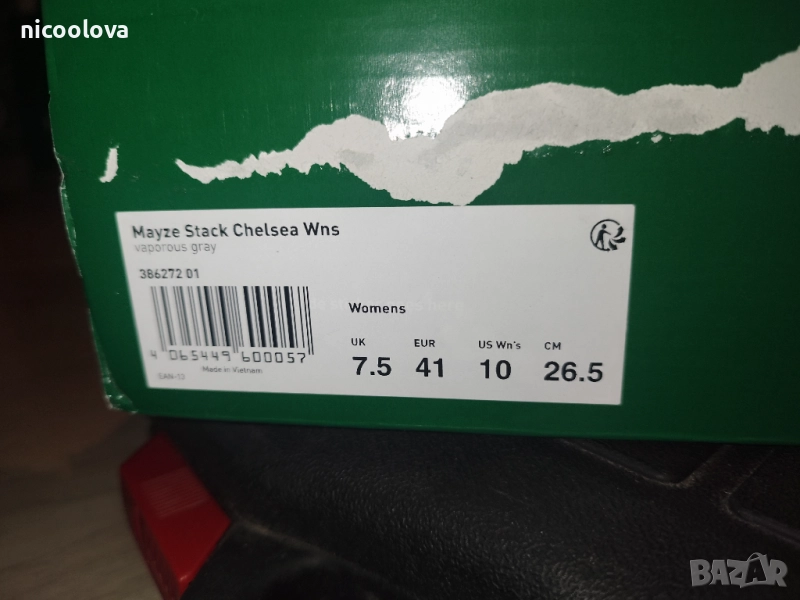 nicoolova
Mayze Stack Chelsea Wns
vaporous gray
386272 01
Womens
UK EUR US Wn's CM
7.5 41 10 26.5
4 065449 600057
Made in Vietnam
BAZAR